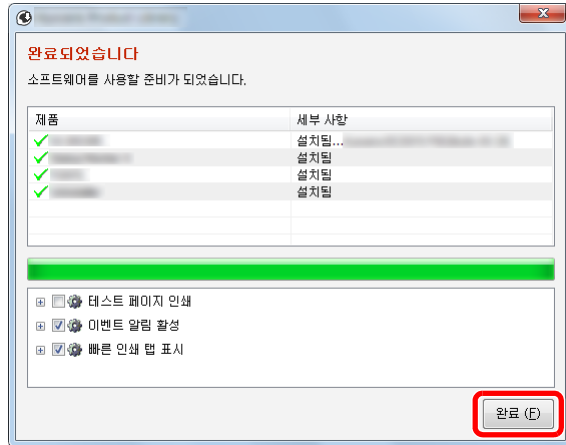 완료되었습니다
소프트웨어를 사용할 준비가 되었습니다.
제품 세부 사항
설치됨...
설치됨
설치됨
설치됨
테스트 페이지 인쇄
이벤트 알림 활성
빠른 인쇄 탭 표시
완료 (F)